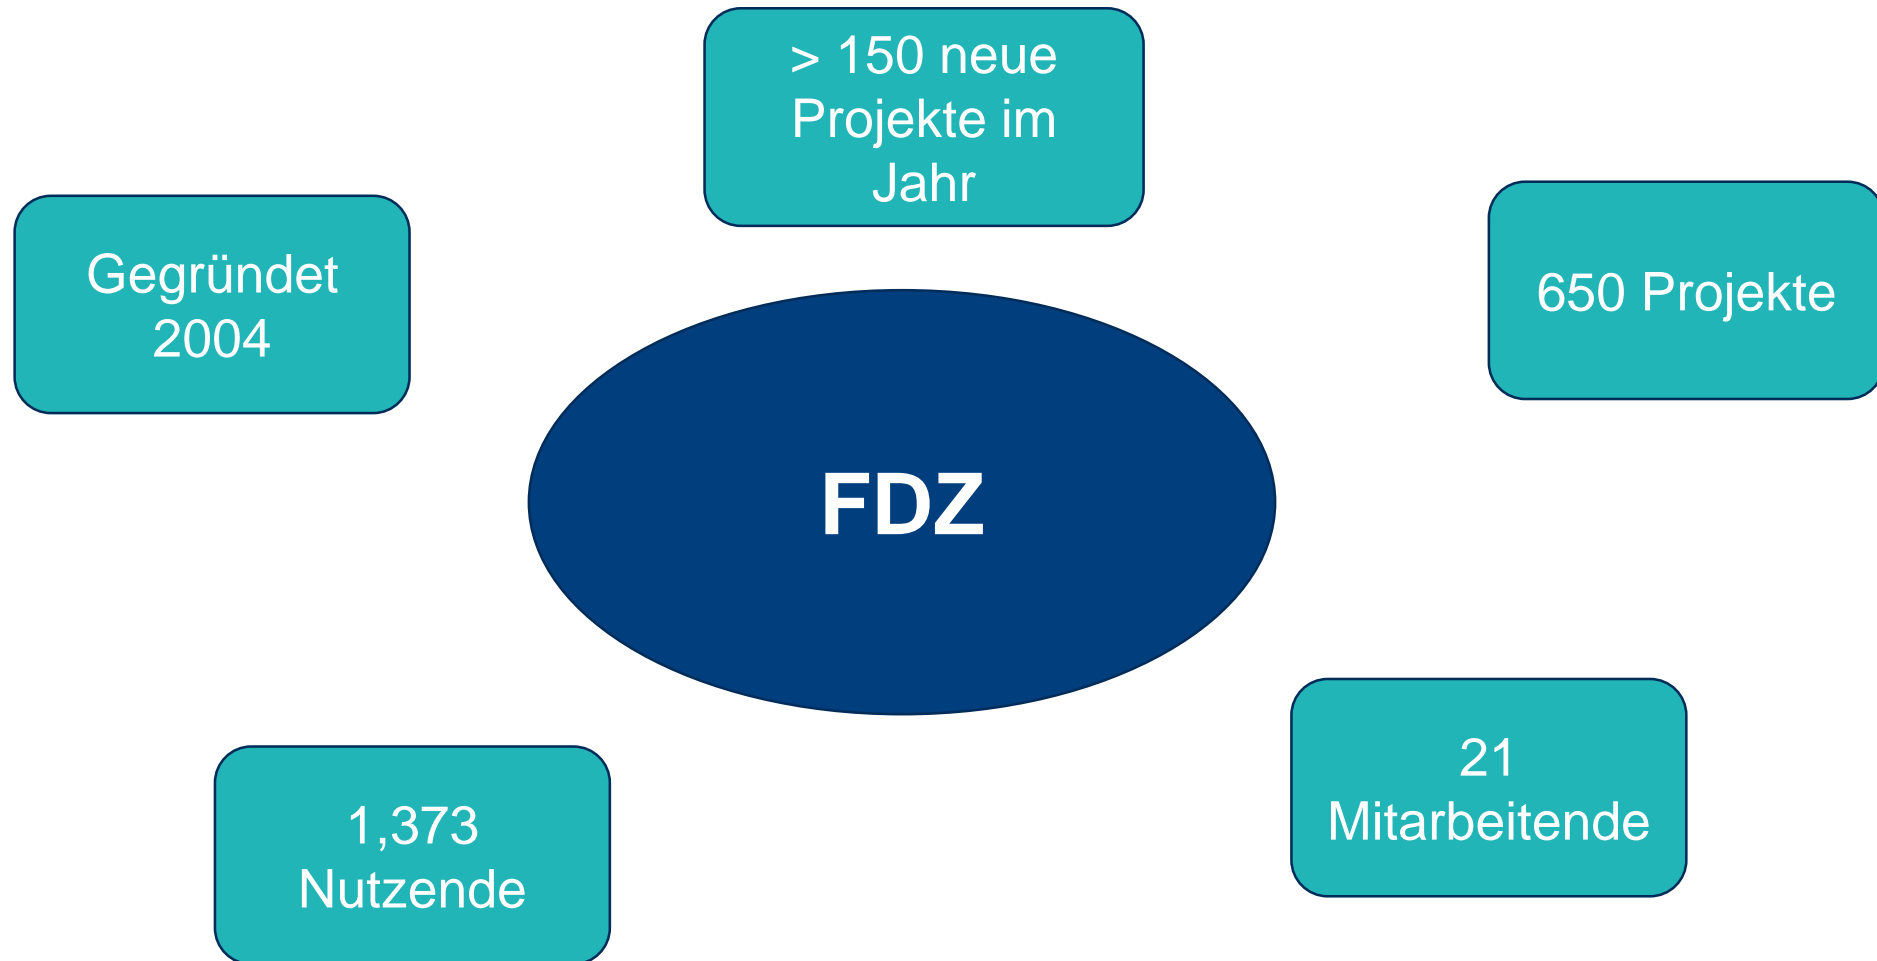 > 150 neue
Projekte im
Jahr
Gegründet
2004
650 Projekte
FDZ
21
Mitarbeitende
1,373
Nutzende